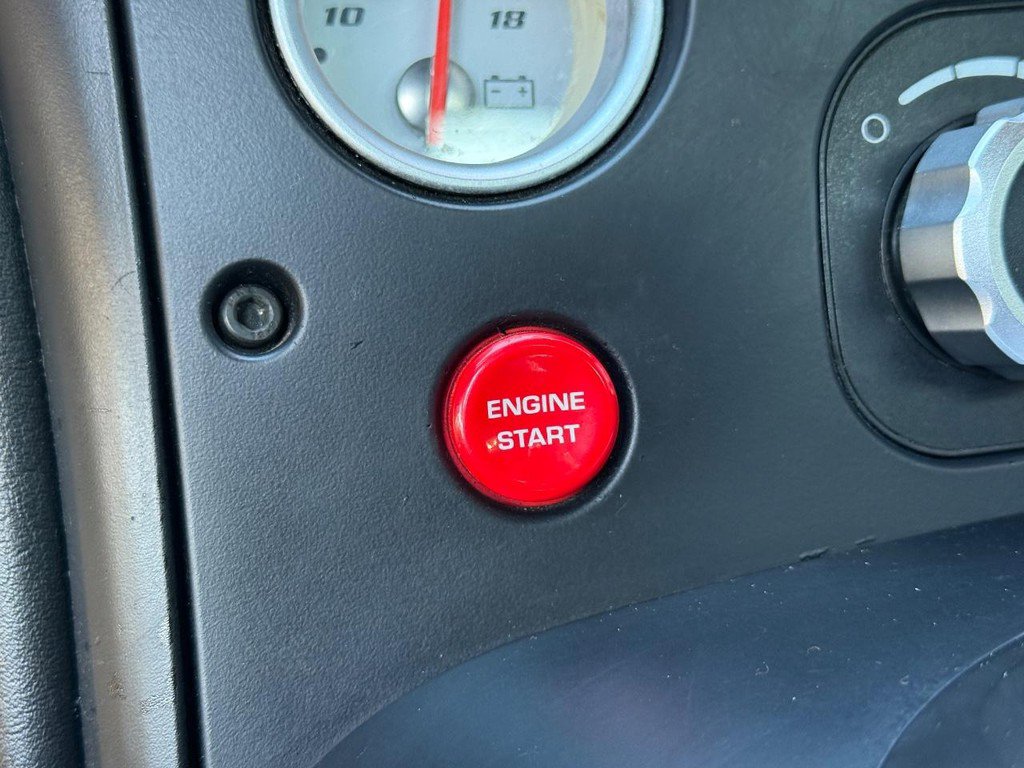 10 18
- +
O
ENGINE
START